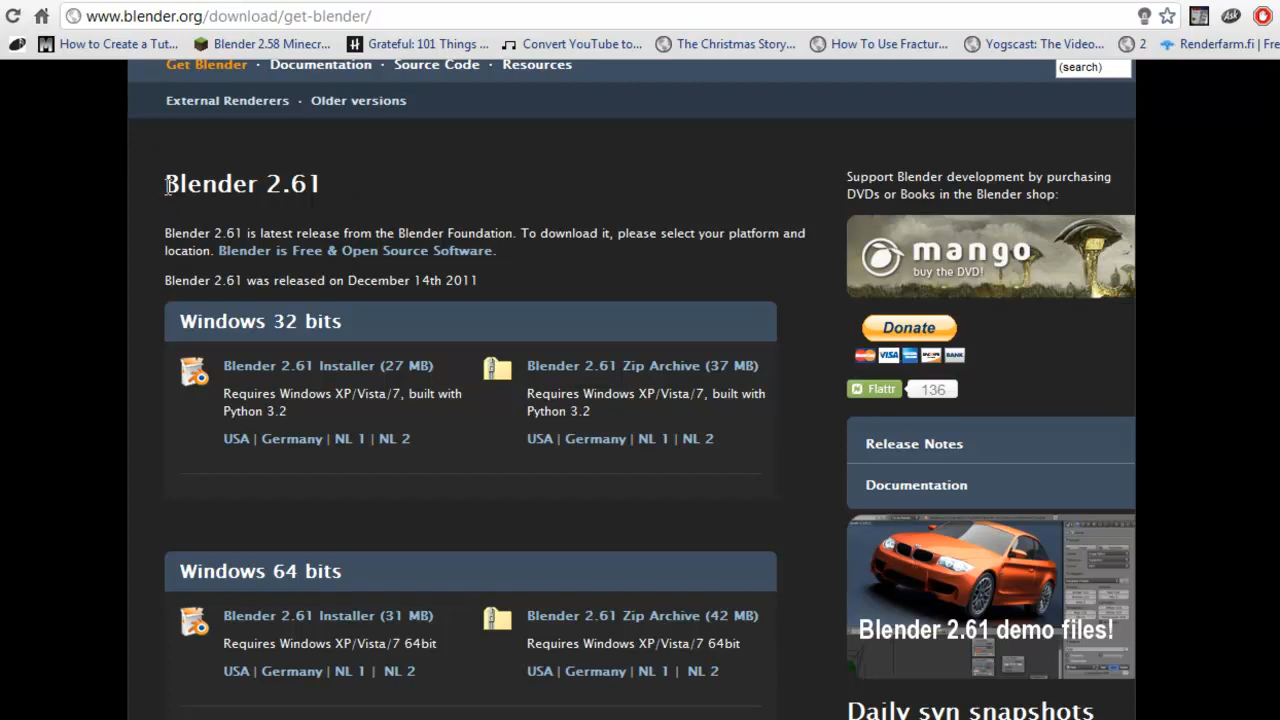 www.blender.org/download/get-blender/
How to Create a Tut... Blender 2.58 Minecr... Grateful: 101 Things ... Convert YouTube to... The Christmas Story... How To Use Fractur... Yogscast: The Video... 2 Renderfarm.fi | Fre
Ask
Get Blender · Documentation · Source Code · Resources
(search)
External Renderers · Older versions
Blender 2.61
Blender 2.61 is latest release from the Blender Foundation. To download it, please select your platform and
location. Blender is Free & Open Source Software.
Blender 2.61 was released on December 14th 2011
Windows 32 bits
Blender 2.61 Installer (27 MB)
Requires Windows XP/Vista/7, built with
Python 3.2
USA | Germany | NL 1 | NL 2
Blender 2.61 Zip Archive (37 MB)
Requires Windows XP/Vista/7, built with
Python 3.2
USA | Germany | NL 1 | NL 2
Windows 64 bits
Blender 2.61 Installer (31 MB)
Requires Windows XP/Vista/7 64bit
USA | Germany | NL 1 | NL 2
Blender 2.61 Zip Archive (42 MB)
Requires Windows XP/Vista/7 64bit
USA | Germany | NL 1 | NL 2
Support Blender development by purchasing
DVDs or Books in the Blender shop:
mango
buy the DVD!
Donate
VISA
BANK
Flattr 136
Release Notes
Documentation
Blender 2.61 demo files!
Daily svn snapshots